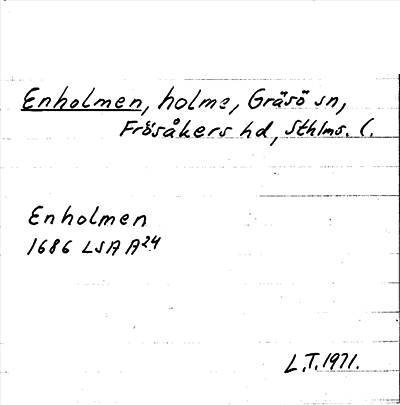 Enholmen, holme, Gräsö sn,
Frösåkers hd, Sthlms. l.
Enholmen
1686 LSA A24
L.T.1971.